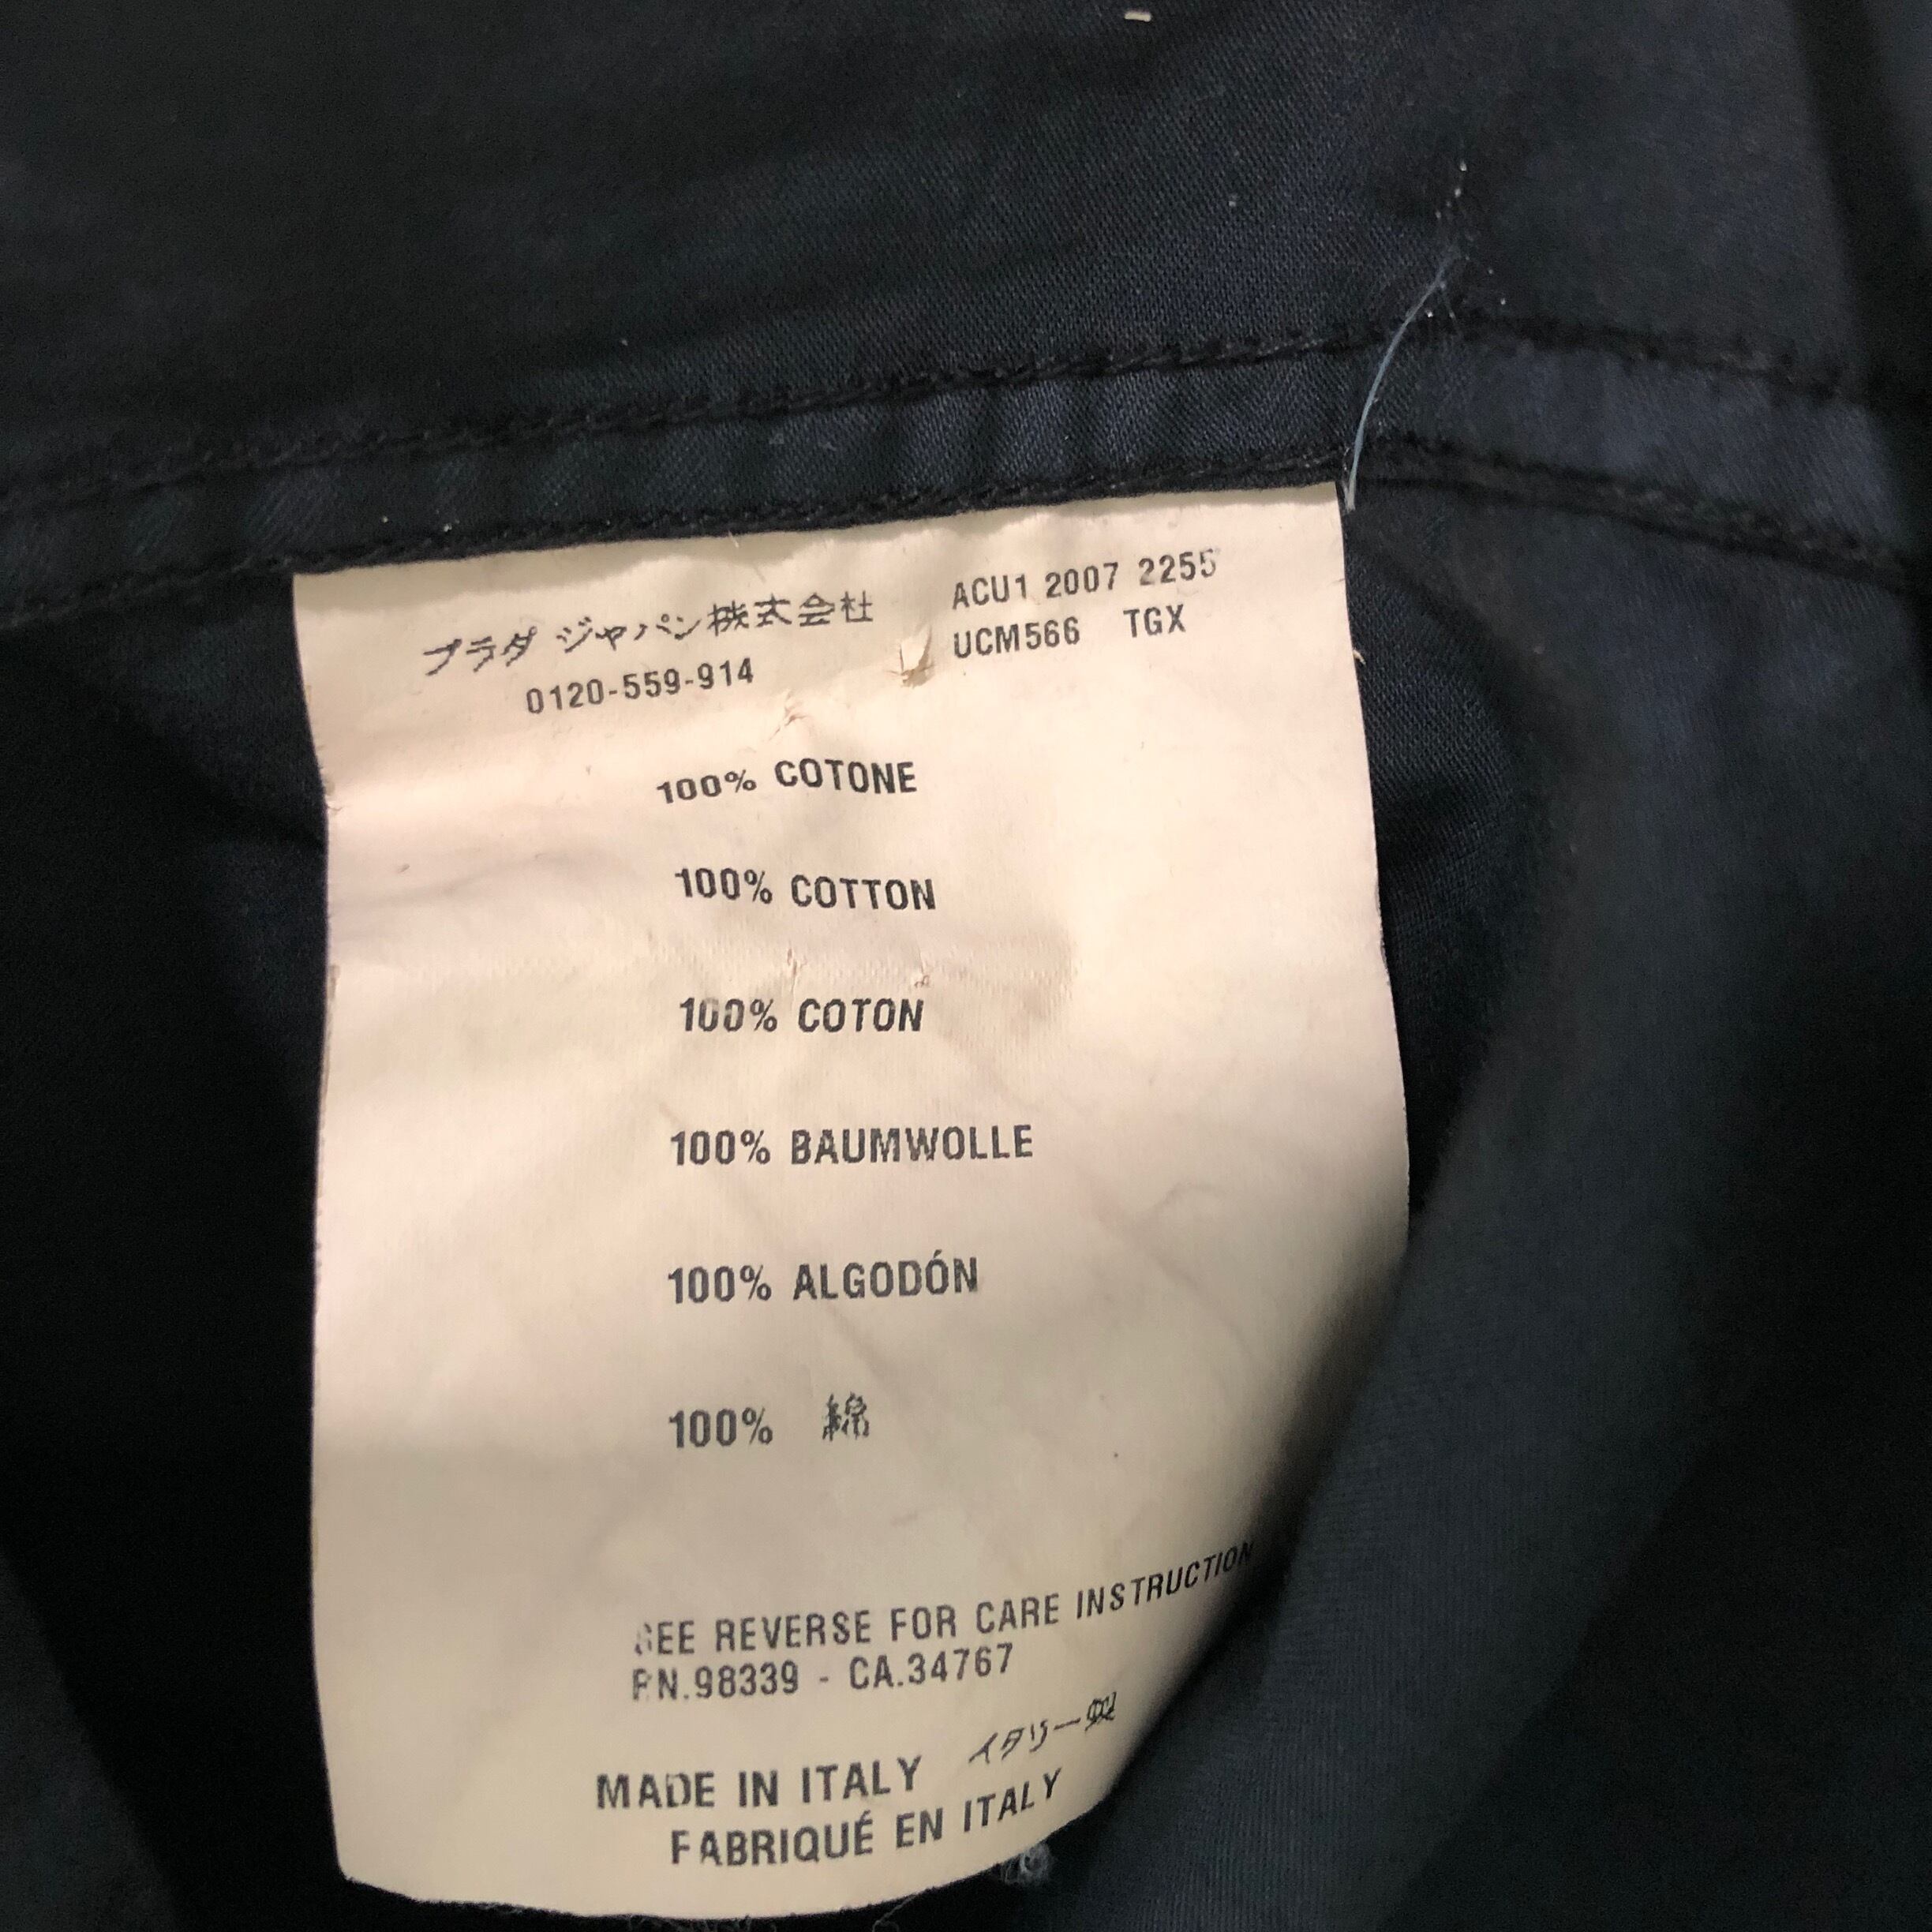 プラダ ジャパン株式会社
0120-559-914
ACU1 2007 2255
UCM566 TGX
100% COTONE
100% COTTON
100% COTON
100% BAUMWOLLE
100% ALGODÓN
100% 綿
SEE REVERSE FOR CARE INSTRUCTION
RN.98339 - CA.34767
MADE IN ITALY イタリー製
FABRIQUÉ EN ITALY